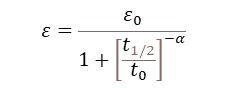 ε = ε₀ / (1 + [t₁/₂ / t₀]⁻ᵅ)